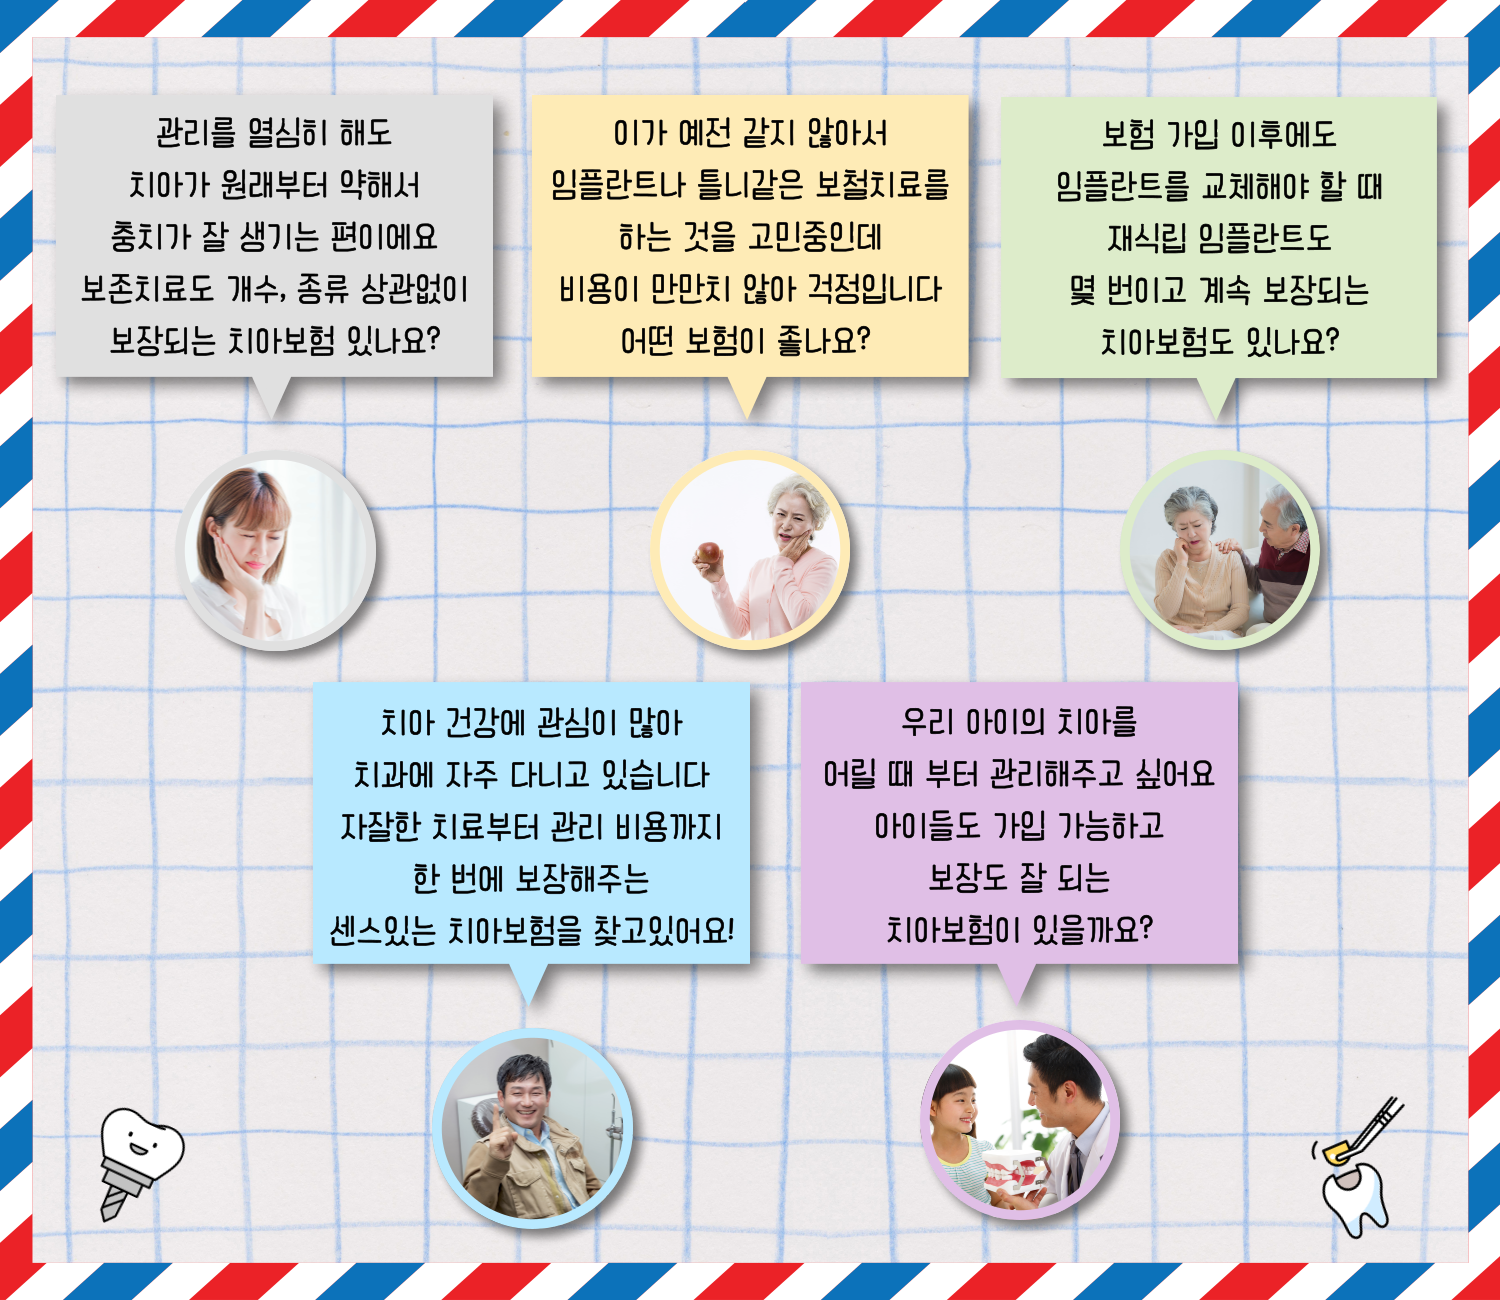 관리를 열심히 해도
치아가 원래부터 약해서
충치가 잘 생기는 편이에요
보존치료도 개수, 종류 상관없이
보장되는 치아보험 있나요?
이가 예전 같지 않아서
임플란트나 틀니같은 보철치료를
하는 것을 고민중인데
비용이 만만치 않아 걱정입니다
어떤 보험이 좋나요?
보험 가입 이후에도
임플란트를 교체해야 할 때
재식립 임플란트도
몇 번이고 계속 보장되는
치아보험도 있나요?
치아 건강에 관심이 많아
치과에 자주 다니고 있습니다
자잘한 치료부터 관리 비용까지
한 번에 보장해주는
센스있는 치아보험을 찾고있어요!
우리 아이의 치아를
어릴 때 부터 관리해주고 싶어요
아이들도 가입 가능하고
보장도 잘 되는
치아보험이 있을까요?